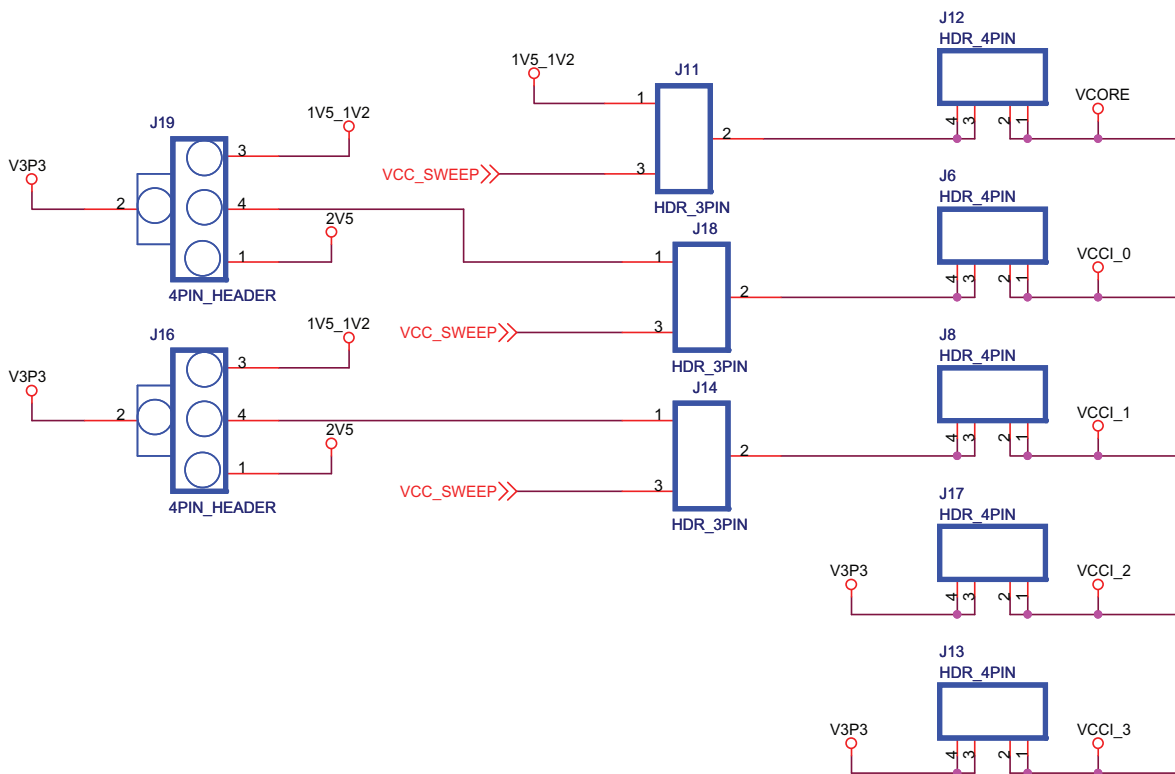 J12
HDR_4PIN
4
3
2
1
VCORE
1V5_1V2
J11
1
2
3
VCC_SWEEP
HDR_3PIN
J19
1V5_1V2
V3P3
2
3
4
1
2V5
4PIN_HEADER
J6
HDR_4PIN
4
3
2
1
VCCI_0
J18
1
2
3
VCC_SWEEP
HDR_3PIN
J16
1V5_1V2
V3P3
2
3
4
1
2V5
4PIN_HEADER
J8
HDR_4PIN
4
3
2
1
VCCI_1
J14
1
2
3
VCC_SWEEP
HDR_3PIN
J17
HDR_4PIN
V3P3
4
3
2
1
VCCI_2
J13
HDR_4PIN
V3P3
4
3
2
1
VCCI_3